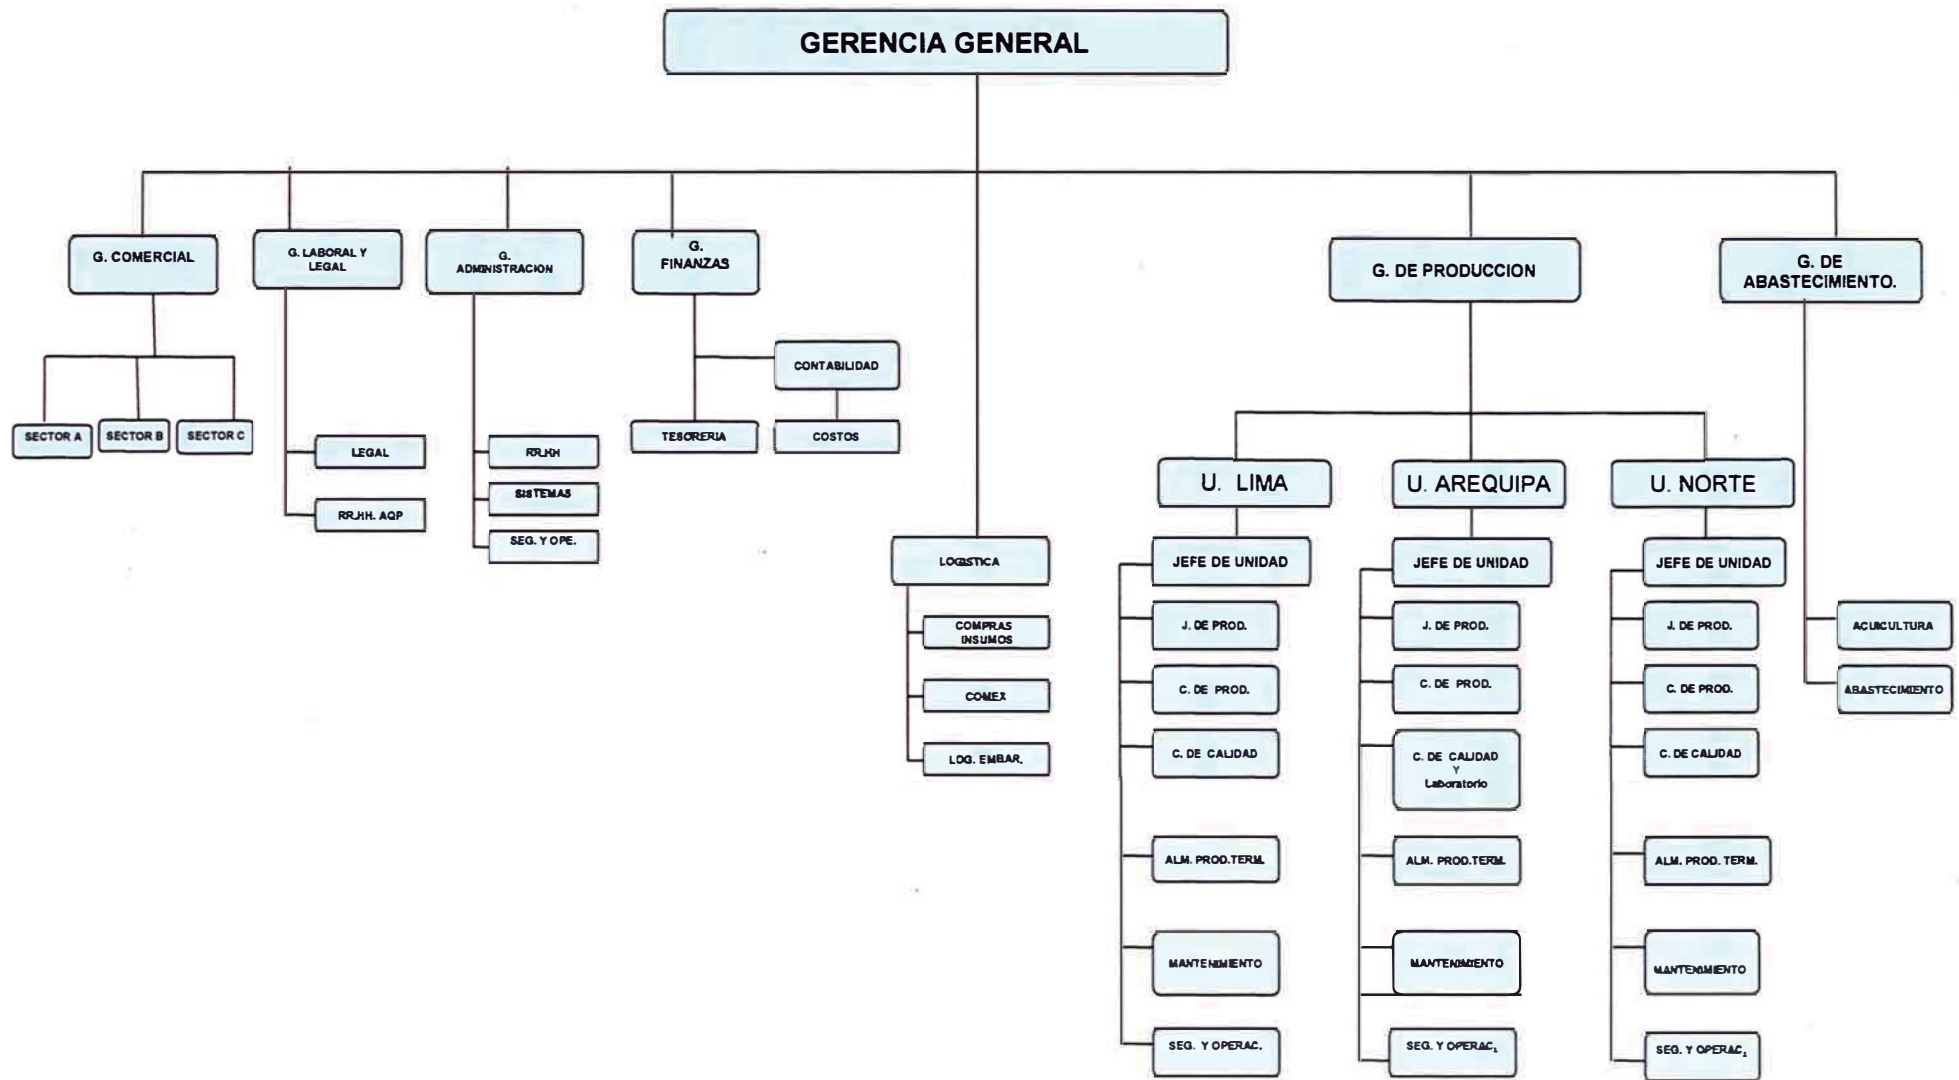 GERENCIA GENERAL
G. COMERCIAL
G. LABORAL Y
LEGAL
G.
ADMINISTRACION
G.
FINANZAS
G. DE PRODUCCION
G. DE
ABASTECIMIENTO.
SECTOR A
SECTOR B
SECTOR C
LEGAL
RR.HH. AQP
RR.HH
SISTEMAS
SEG. Y OPE.
CONTABILIDAD
TESORERIA
COSTOS
LOGISTICA
COMPRAS
INSUMOS
COMEX
LOG. EMBAR.
U. LIMA
JEFE DE UNIDAD
J. DE PROD.
C. DE PROD.
C. DE CALIDAD
ALM. PROD.TERM.
MANTENIMIENTO
SEG. Y OPERAC.
U. AREQUIPA
JEFE DE UNIDAD
J. DE PROD.
C. DE PROD.
C. DE CALIDAD
Y
Laboratorio
ALM. PROD.TERM.
MANTENIMIENTO
SEG. Y OPERAC.
U. NORTE
JEFE DE UNIDAD
J. DE PROD.
C. DE PROD.
C. DE CALIDAD
ALM. PROD. TERM.
MANTENIMIENTO
SEG. Y OPERAC.
ACUICULTURA
ABASTECIMIENTO